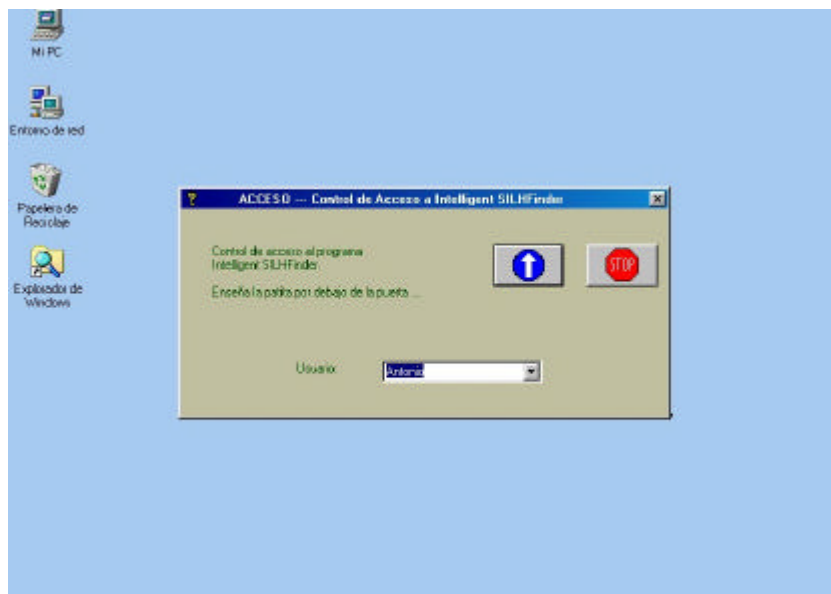 Mi PC
Entorno de red
Papelera de
Reciclaje
Explorador de
Windows
ACCESO --- Control de Acceso a Intelligent SILHFinder
Control de acceso al programa
Intelligent SILHFinder
Enseña la patita por debajo de la puerta ...
STOP
Usuario:
Antonio